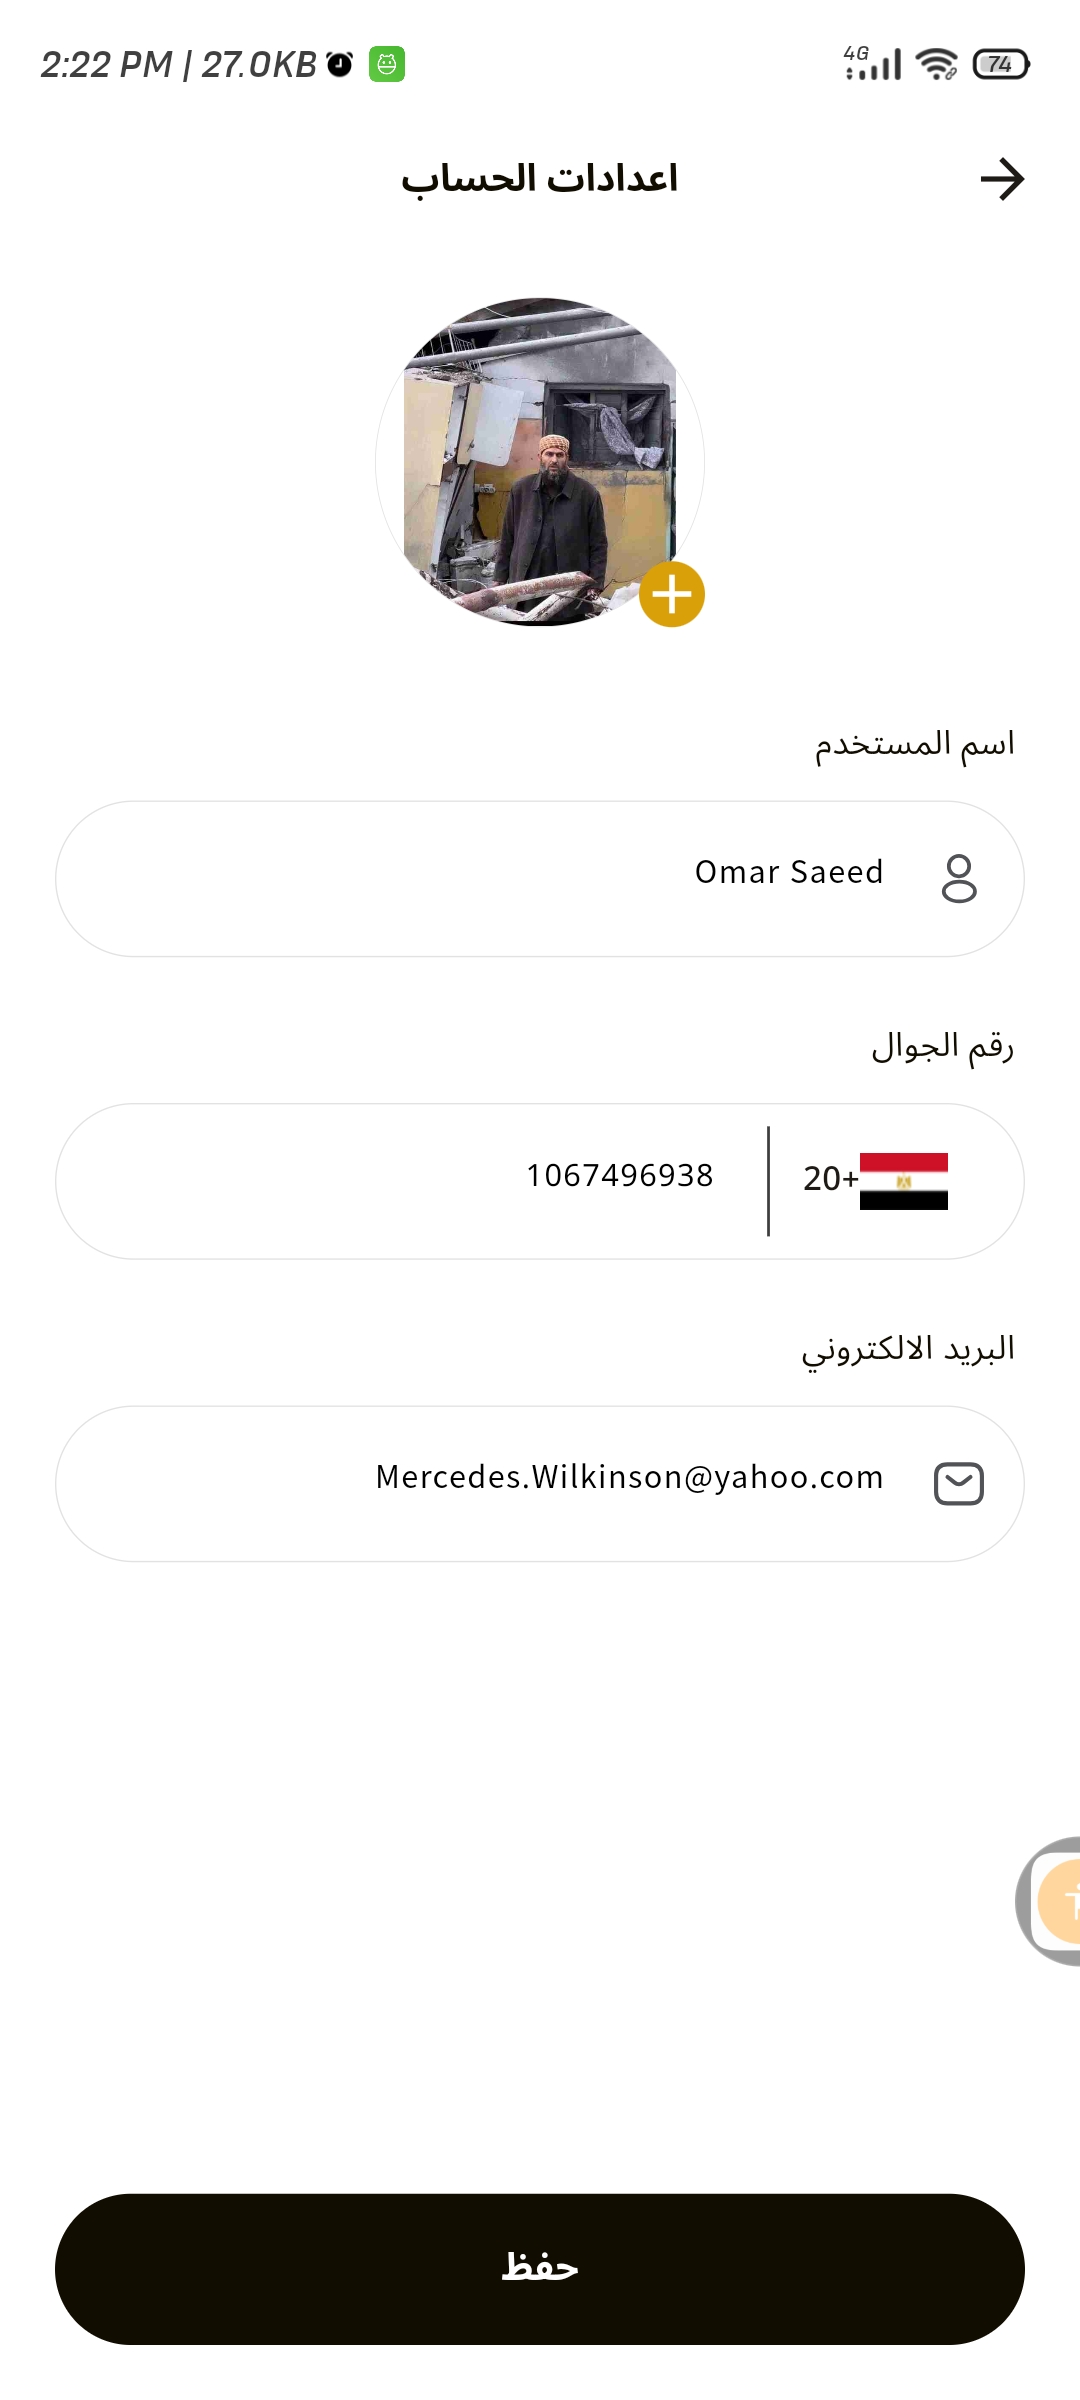 2:22 PM | 27.0KB
4G
74
اعدادات الحساب
اسم المستخدم
Omar Saeed
رقم الجوال
20+
1067496938
البريد الالكتروني
Mercedes.Wilkinson@yahoo.com
حفظ